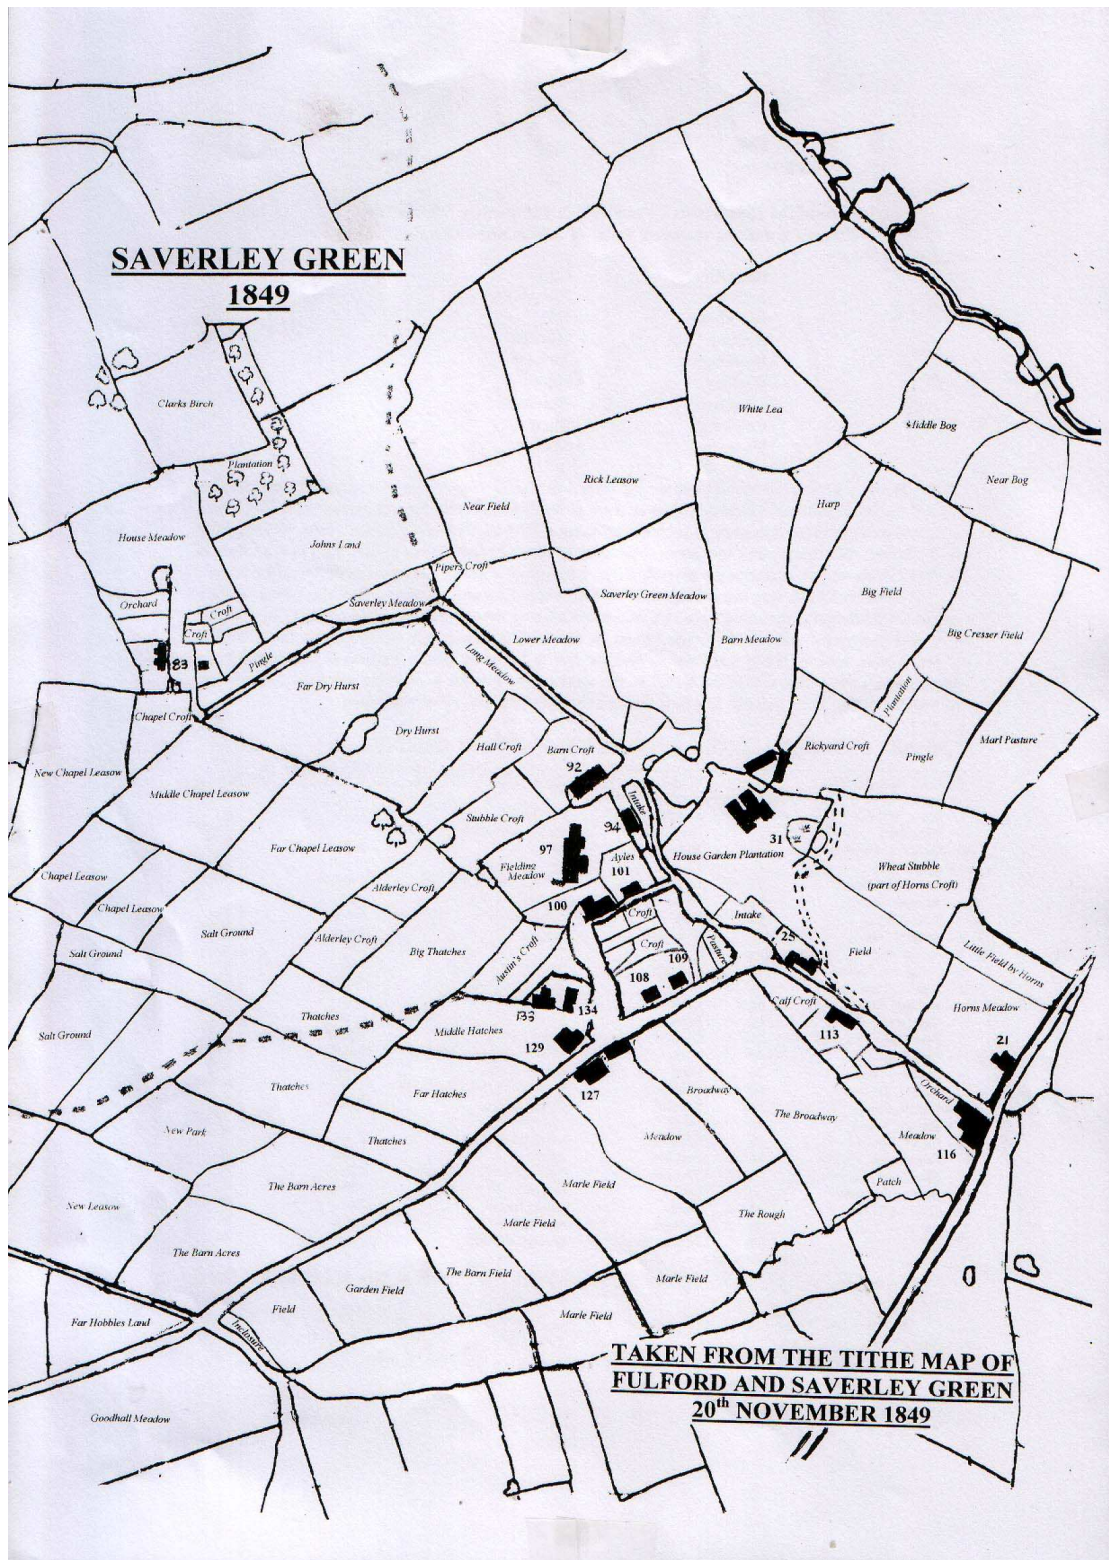 SAVERLEY GREEN
1849
Clarks Birch
Plantation
White Lea
Middle Bog
Near Bog
Rick Leasow
Near Field
Harp
House Meadow
Johns Land
Pipers Croft
Saverley Meadow
Saverley Green Meadow
Big Field
Orchard
Croft
Croft
83
Pingle
Lower Meadow
Barn Meadow
Big Cresser Field
Long Meadow
Far Dry Hurst
Plantation
Chapel Croft
Dry Hurst
Hall Croft
Barn Croft
92
Rickyard Croft
Pingle
Marl Pasture
New Chapel Leasow
Middle Chapel Leasow
Intake
Stubble Croft
94
97
31
Far Chapel Leasow
Fielding
Meadow
Ayles
101
House Garden Plantation
Wheat Stubble
(part of Horns Croft)
Chapel Leasow
Alderley Croft
Chapel Leasow
100
Croft
Intake
Salt Ground
Alderley Croft
Big Thatches
Austin's Croft
Croft
Pasture
25
Field
Little Field by Horns
Salt Ground
109
108
Calf Croft
Horns Meadow
Thatches
133
134
Middle Hatches
129
113
21
Salt Ground
Thatches
Far Hatches
127
Broadway
The Broadway
Orchard
New Park
Thatches
Meadow
Meadow
116
The Barn Acres
Marle Field
Patch
New Leasow
Marle Field
The Rough
The Barn Acres
The Barn Field
Marle Field
Garden Field
Field
Marle Field
Far Hobbles Land
Inclosure
Goodhall Meadow
TAKEN FROM THE TITHE MAP OF
FULFORD AND SAVERLEY GREEN
20th NOVEMBER 1849